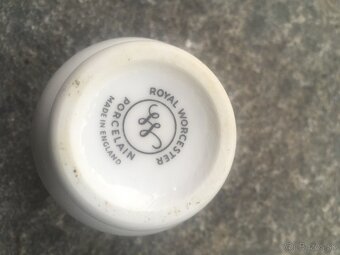 ROYAL WORCESTER
PORCELAIN
MADE IN ENGLAND